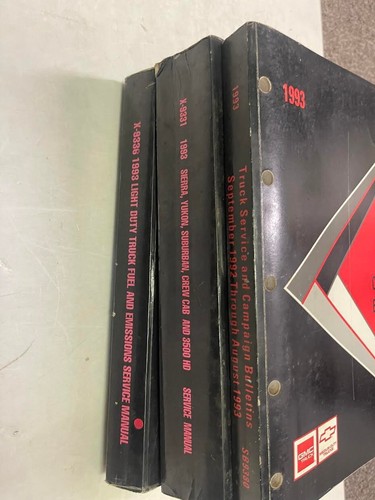 X-9336 1993 LIGHT DUTY TRUCK FUEL AND EMISSIONS SERVICE MANUAL
X-9331 1993 SIERRA, YUKON, SUBURBAN, CREW CAB AND 3500 HD SERVICE MANUAL
1993 Truck Service and Campaign Bulletins
September 1992 Through August 1993
1993
GMC